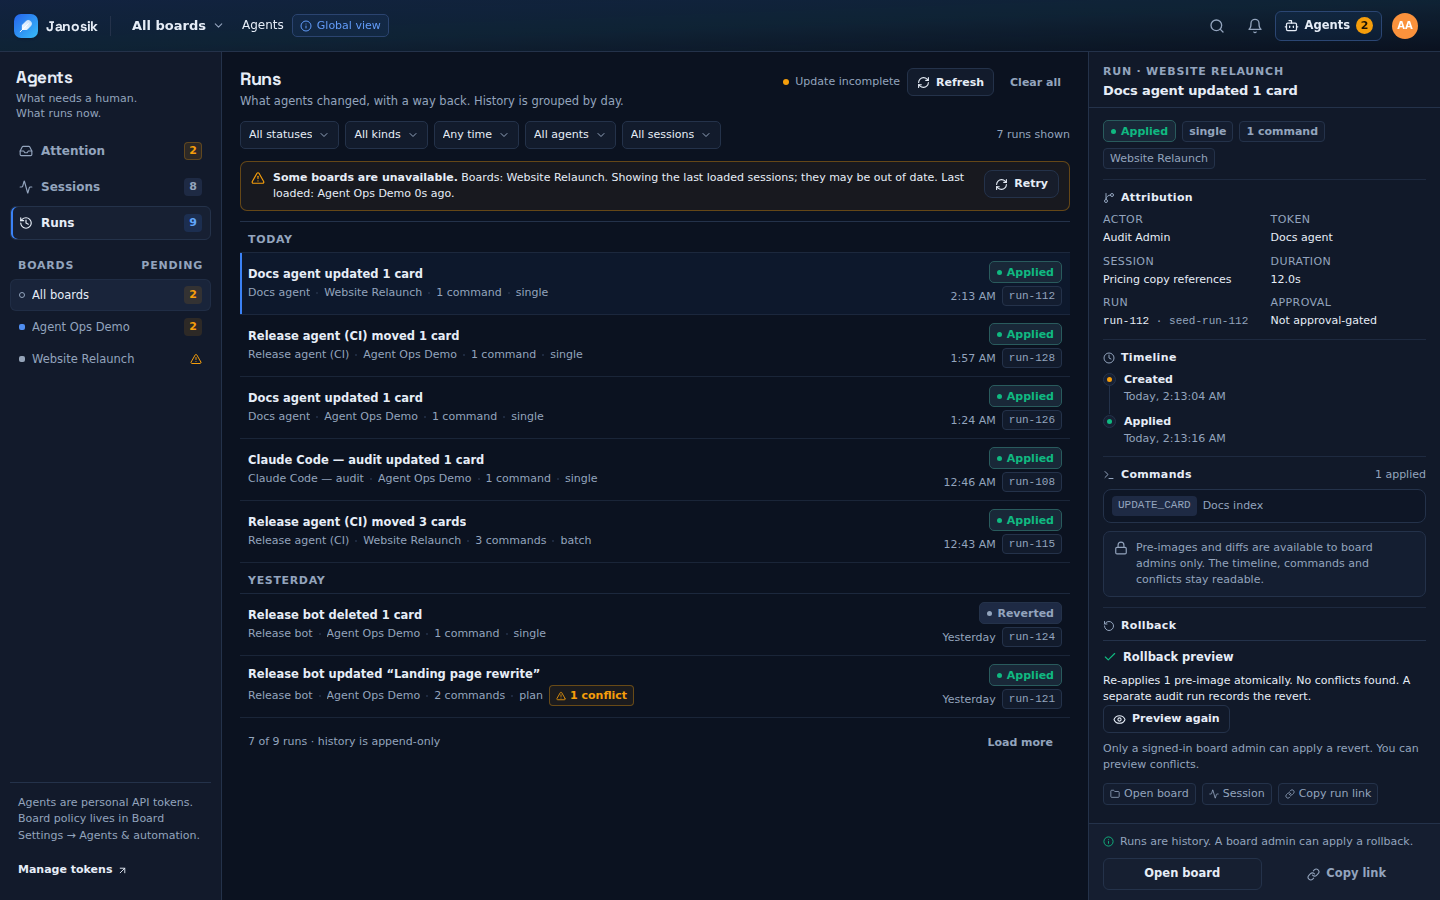 Janosik
All boards
Agents
Global view
Agents 2
AA
Agents
What needs a human.
What runs now.
Attention 2
Sessions 8
Runs 9
BOARDS PENDING
All boards 2
Agent Ops Demo 2
Website Relaunch
Agents are personal API tokens.
Board policy lives in Board
Settings → Agents & automation.
Manage tokens
Runs
What agents changed, with a way back. History is grouped by day.
Update incomplete
Refresh
Clear all
All statuses
All kinds
Any time
All agents
All sessions
7 runs shown
Some boards are unavailable. Boards: Website Relaunch. Showing the last loaded sessions; they may be out of date. Last
loaded: Agent Ops Demo 0s ago.
Retry
TODAY
Docs agent updated 1 card
Applied
Docs agent · Website Relaunch · 1 command · single
2:13 AM run-112
Release agent (CI) moved 1 card
Applied
Release agent (CI) · Agent Ops Demo · 1 command · single
1:57 AM run-128
Docs agent updated 1 card
Applied
Docs agent · Agent Ops Demo · 1 command · single
1:24 AM run-126
Claude Code — audit updated 1 card
Applied
Claude Code — audit · Agent Ops Demo · 1 command · single
12:46 AM run-108
Release agent (CI) moved 3 cards
Applied
Release agent (CI) · Website Relaunch · 3 commands · batch
12:43 AM run-115
YESTERDAY
Release bot deleted 1 card
Reverted
Release bot · Agent Ops Demo · 1 command · single
Yesterday run-124
Release bot updated “Landing page rewrite”
Applied
Release bot · Agent Ops Demo · 2 commands · plan 1 conflict
Yesterday run-121
7 of 9 runs · history is append-only
Load more
RUN · WEBSITE RELAUNCH
Docs agent updated 1 card
Applied single 1 command
Website Relaunch
Attribution
ACTOR TOKEN
Audit Admin Docs agent
SESSION DURATION
Pricing copy references 12.0s
RUN APPROVAL
run-112 · seed-run-112 Not approval-gated
Timeline
Created
Today, 2:13:04 AM
Applied
Today, 2:13:16 AM
Commands 1 applied
UPDATE_CARD Docs index
Pre-images and diffs are available to board
admins only. The timeline, commands and
conflicts stay readable.
Rollback
Rollback preview
Re-applies 1 pre-image atomically. No conflicts found. A
separate audit run records the revert.
Preview again
Only a signed-in board admin can apply a revert. You can
preview conflicts.
Open board Session Copy run link
Runs are history. A board admin can apply a rollback.
Open board Copy link